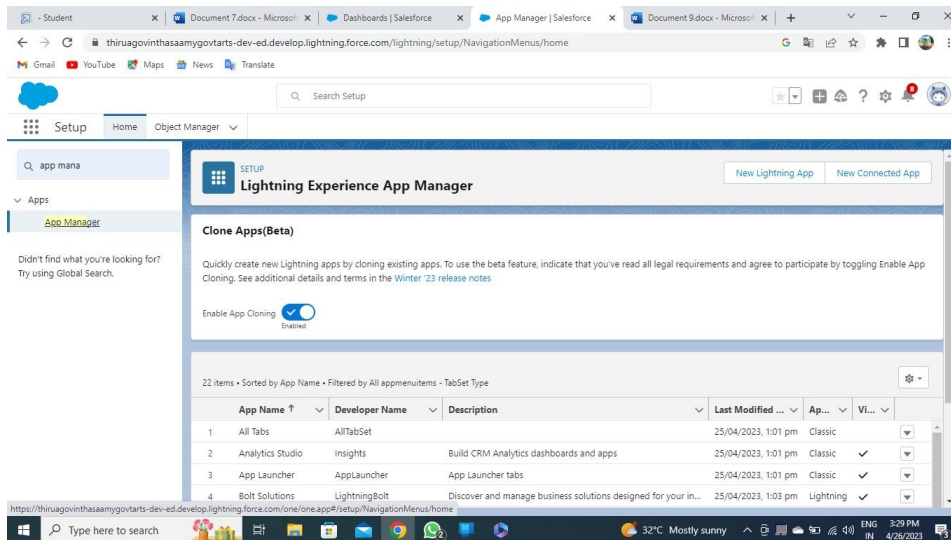 - Student
Document 7.docx - Microsof
Dashboards | Salesforce
App Manager | Salesforce
Document 9.docx - Microsof
thiruagovinthasaamygovtarts-dev-ed.develop.lightning.force.com/lightning/setup/NavigationMenus/home
Gmail YouTube Maps News Translate
Search Setup
Setup Home Object Manager
app mana
Apps
App Manager
Didn't find what you're looking for?
Try using Global Search.
SETUP
Lightning Experience App Manager
New Lightning App New Connected App
Clone Apps(Beta)
Quickly create new Lightning apps by cloning existing apps. To use the beta feature, indicate that you've read all legal requirements and agree to participate by toggling Enable App
Cloning. See additional details and terms in the Winter '23 release notes
Enable App Cloning
Enabled
22 items • Sorted by App Name • Filtered by All appmenuitems - TabSet Type
App Name ↑ Developer Name Description Last Modified ... Ap... Vi...
1 All Tabs AllTabSet 25/04/2023, 1:01 pm Classic
2 Analytics Studio Insights Build CRM Analytics dashboards and apps 25/04/2023, 1:01 pm Classic
3 App Launcher AppLauncher App Launcher tabs 25/04/2023, 1:01 pm Classic
4 Bolt Solutions LightningBolt Discover and manage business solutions designed for your in... 25/04/2023, 1:03 pm Lightning
https://thiruagovinthasaamygovtarts-dev-ed.develop.lightning.force.com/one/one.app#/setup/NavigationMenus/home
Type here to search
32°C Mostly sunny
ENG
IN
3:29 PM
4/26/2023